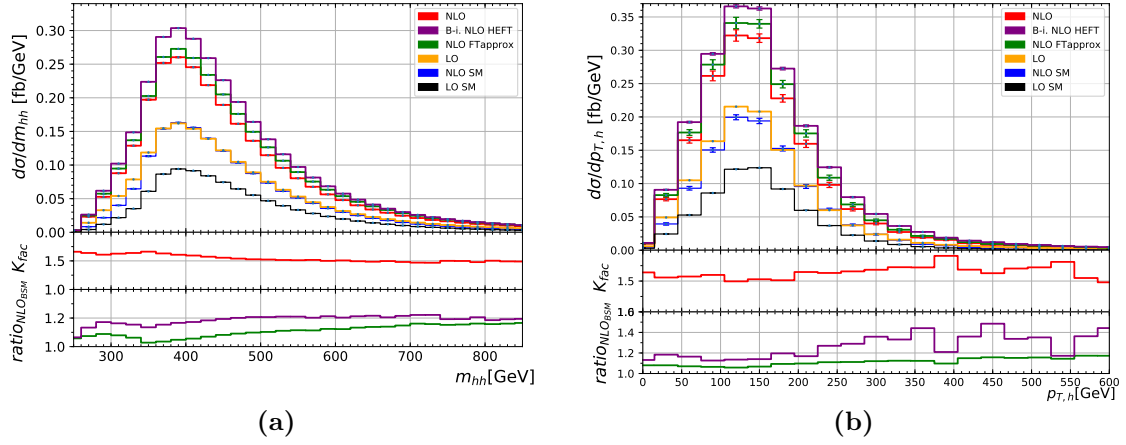 dσ/dm_hh [fb/GeV]
0.30
0.25
0.20
0.15
0.10
0.05
0.00
NLO
B-i. NLO HEFT
NLO FTapprox
LO
NLO SM
LO SM
K_fac
1.5
1.0
ratio_NLO_BSM
1.2
1.0
300 400 500 600 700 800
m_hh[GeV]
(a)
dσ/dp_T,h [fb/GeV]
0.35
0.30
0.25
0.20
0.15
0.10
0.05
0.00
NLO
B-i. NLO HEFT
NLO FTapprox
LO
NLO SM
LO SM
K_fac
1.5
ratio_NLO_BSM
1.4
1.2
1.0
0 50 100 150 200 250 300 350 400 450 500 550 600
p_T,h[GeV]
(b)